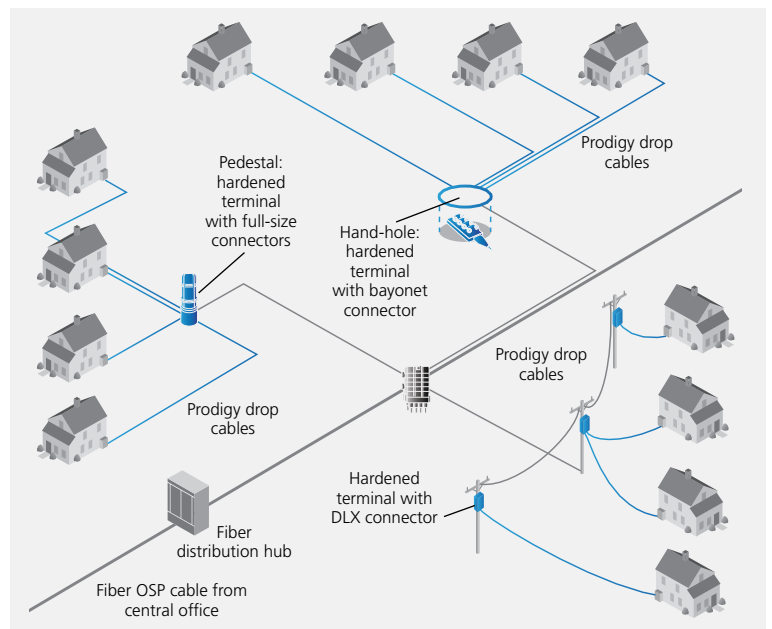 Prodigy drop
cables
Pedestal:
hardened
terminal
with full-size
connectors
Hand-hole:
hardened
terminal
with bayonet
connector
Prodigy drop
cables
Prodigy drop
cables
Hardened
terminal with
DLX connector
Fiber
distribution hub
Fiber OSP cable from
central office